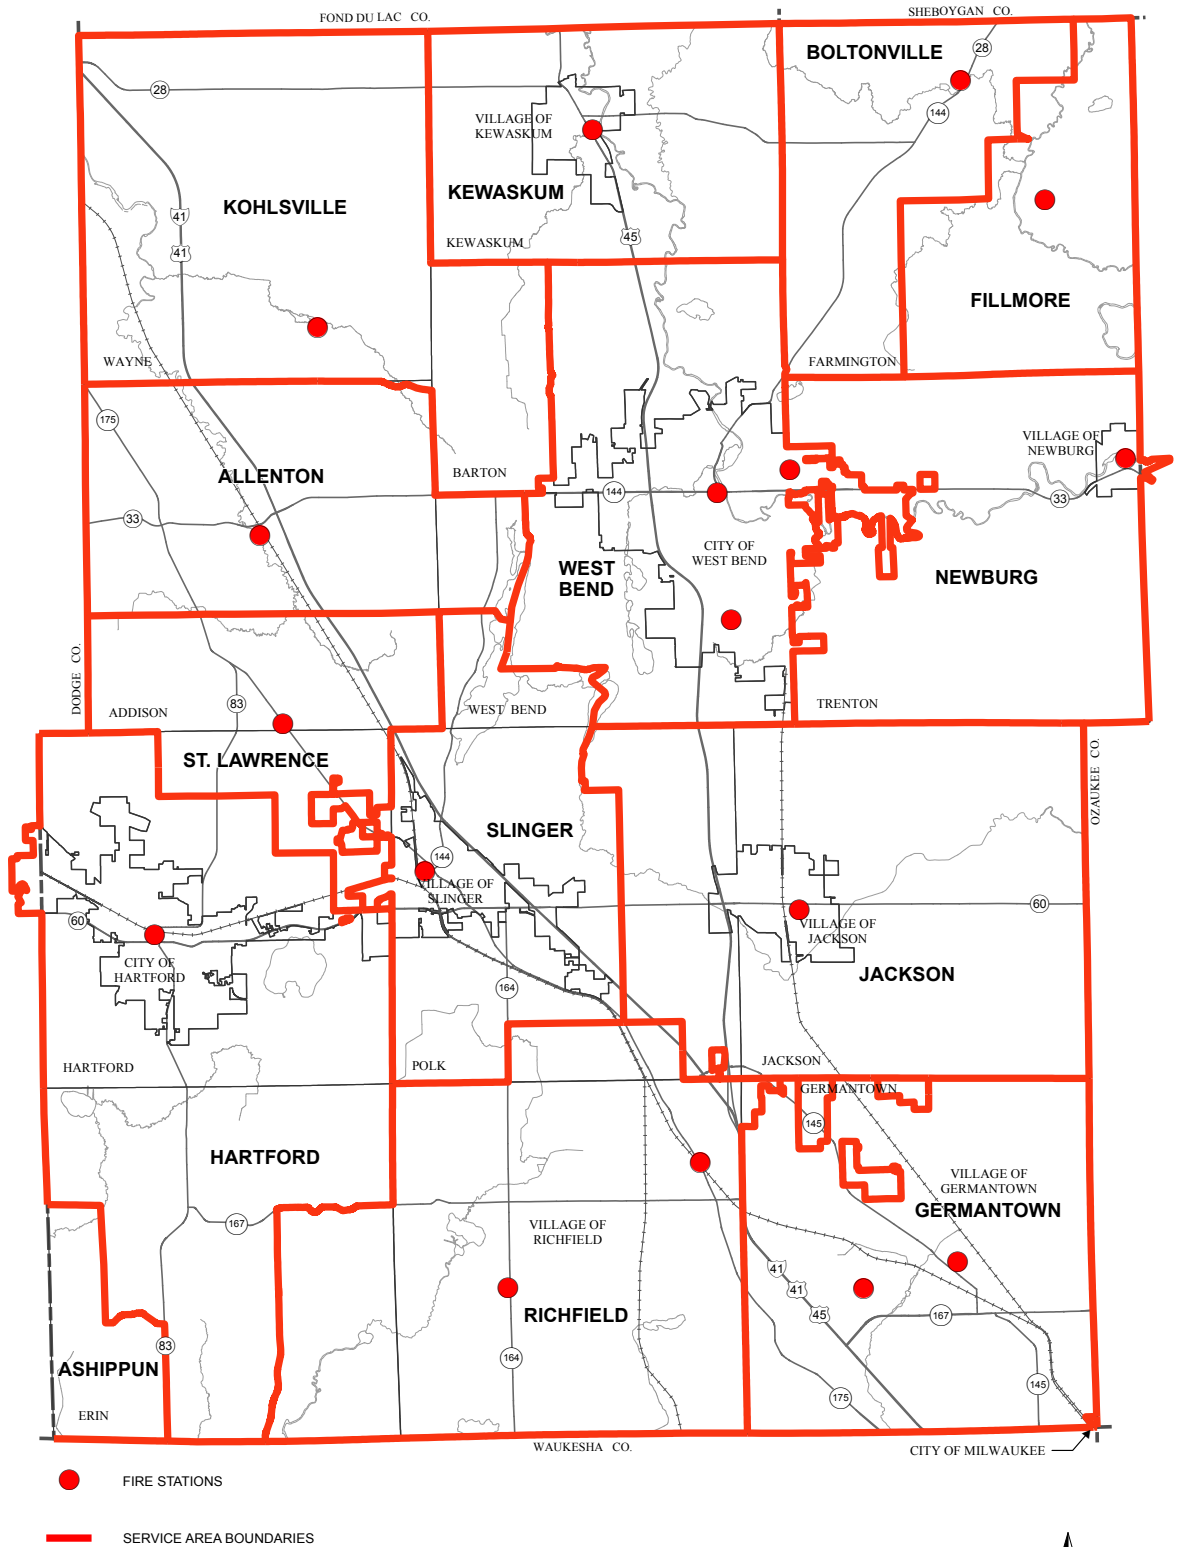 FOND DU LAC CO.
SHEBOYGAN CO.
BOLTONVILLE
28
28
144
VILLAGE OF
KEWASKUM
KEWASKUM
KOHLSVILLE
41
41
45
KEWASKUM
FILLMORE
WAYNE
FARMINGTON
175
VILLAGE OF
NEWBURG
ALLENTON
BARTON
144
33
33
CITY OF
WEST BEND
WEST
BEND
NEWBURG
DODGE CO.
83
ADDISON
WEST BEND
TRENTON
ST. LAWRENCE
OZAUKEE CO.
SLINGER
144
VILLAGE OF
SLINGER
60
60
VILLAGE OF
JACKSON
CITY OF
HARTFORD
JACKSON
164
HARTFORD
POLK
JACKSON
GERMANTOWN
145
HARTFORD
VILLAGE OF
GERMANTOWN
GERMANTOWN
167
VILLAGE OF
RICHFIELD
41
41
45
RICHFIELD
167
83
164
ASHIPPUN
175
145
ERIN
WAUKESHA CO.
CITY OF MILWAUKEE
FIRE STATIONS
SERVICE AREA BOUNDARIES